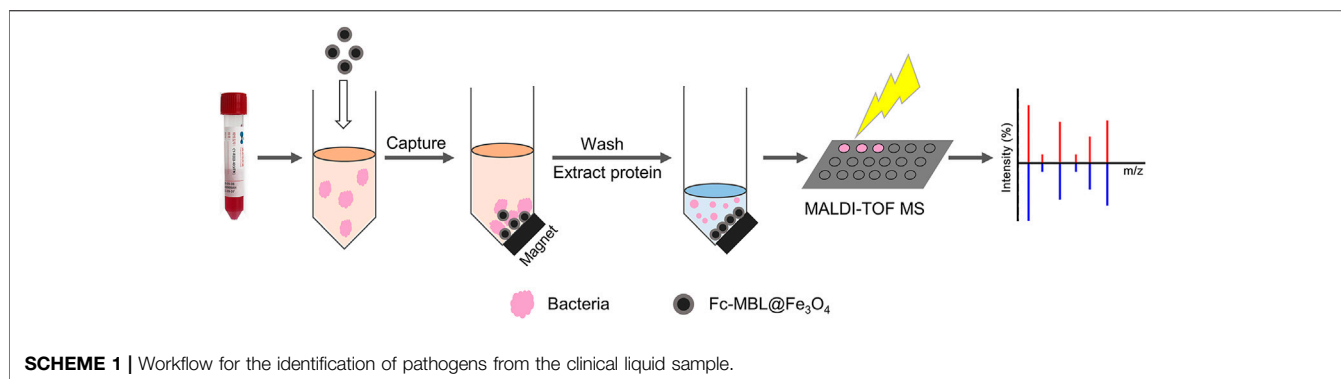 Capture
Wash
Extract protein
Magnet
MALDI-TOF MS
Intensity (%)
m/z
Bacteria
Fc-MBL@Fe₃O₄
SCHEME 1 | Workflow for the identification of pathogens from the clinical liquid sample.